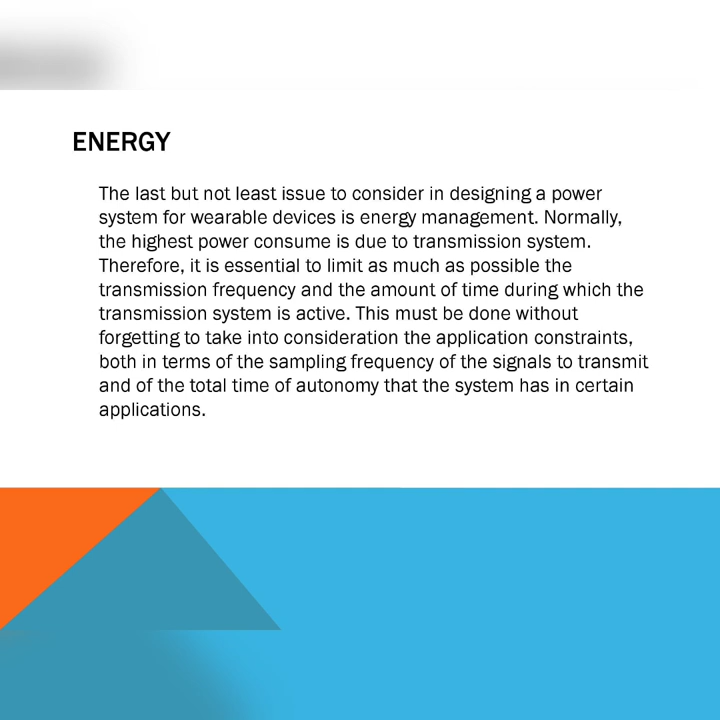 ENERGY
The last but not least issue to consider in designing a power
system for wearable devices is energy management. Normally,
the highest power consume is due to transmission system.
Therefore, it is essential to limit as much as possible the
transmission frequency and the amount of time during which the
transmission system is active. This must be done without
forgetting to take into consideration the application constraints,
both in terms of the sampling frequency of the signals to transmit
and of the total time of autonomy that the system has in certain
applications.